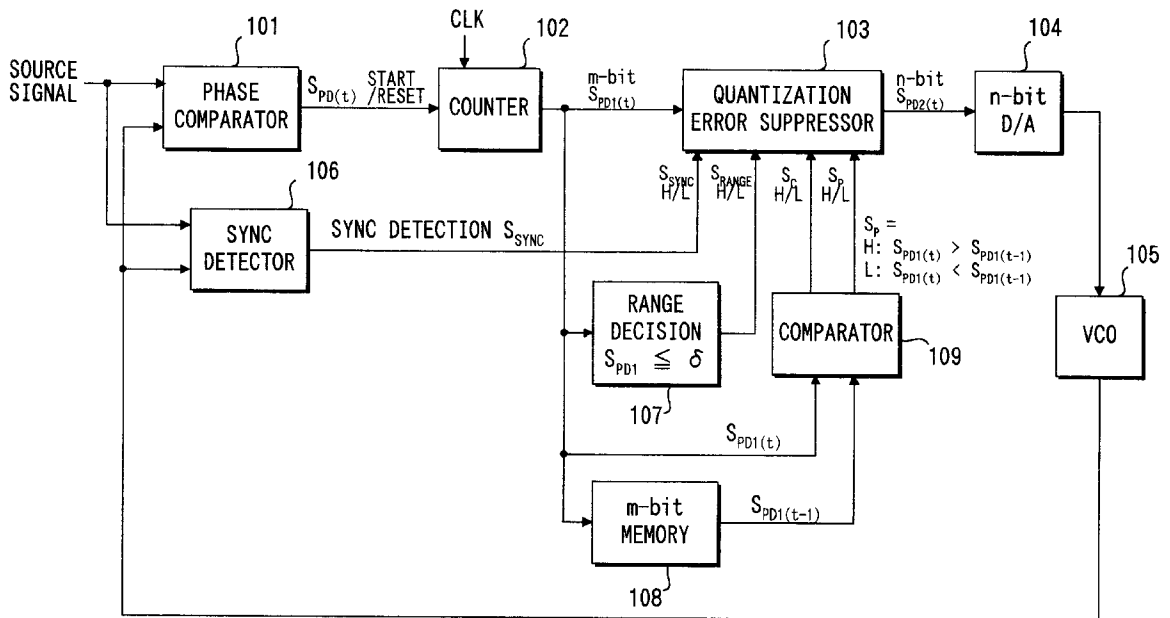 101
CLK
102
103
104
SOURCE
SIGNAL
PHASE
COMPARATOR
S_PD(t)
START
/RESET
COUNTER
m-bit
S_PD1(t)
QUANTIZATION
ERROR SUPPRESSOR
n-bit
S_PD2(t)
n-bit
D/A
106
SYNC
DETECTOR
SYNC DETECTION S_SYNC
S_SYNC
H/L
S_RANGE
H/L
S_C
H/L
S_P
H/L
S_P =
H: S_PD1(t) > S_PD1(t-1)
L: S_PD1(t) < S_PD1(t-1)
105
VCO
RANGE
DECISION
S_PD1 ≦ δ
107
COMPARATOR
109
S_PD1(t)
m-bit
MEMORY
S_PD1(t-1)
108